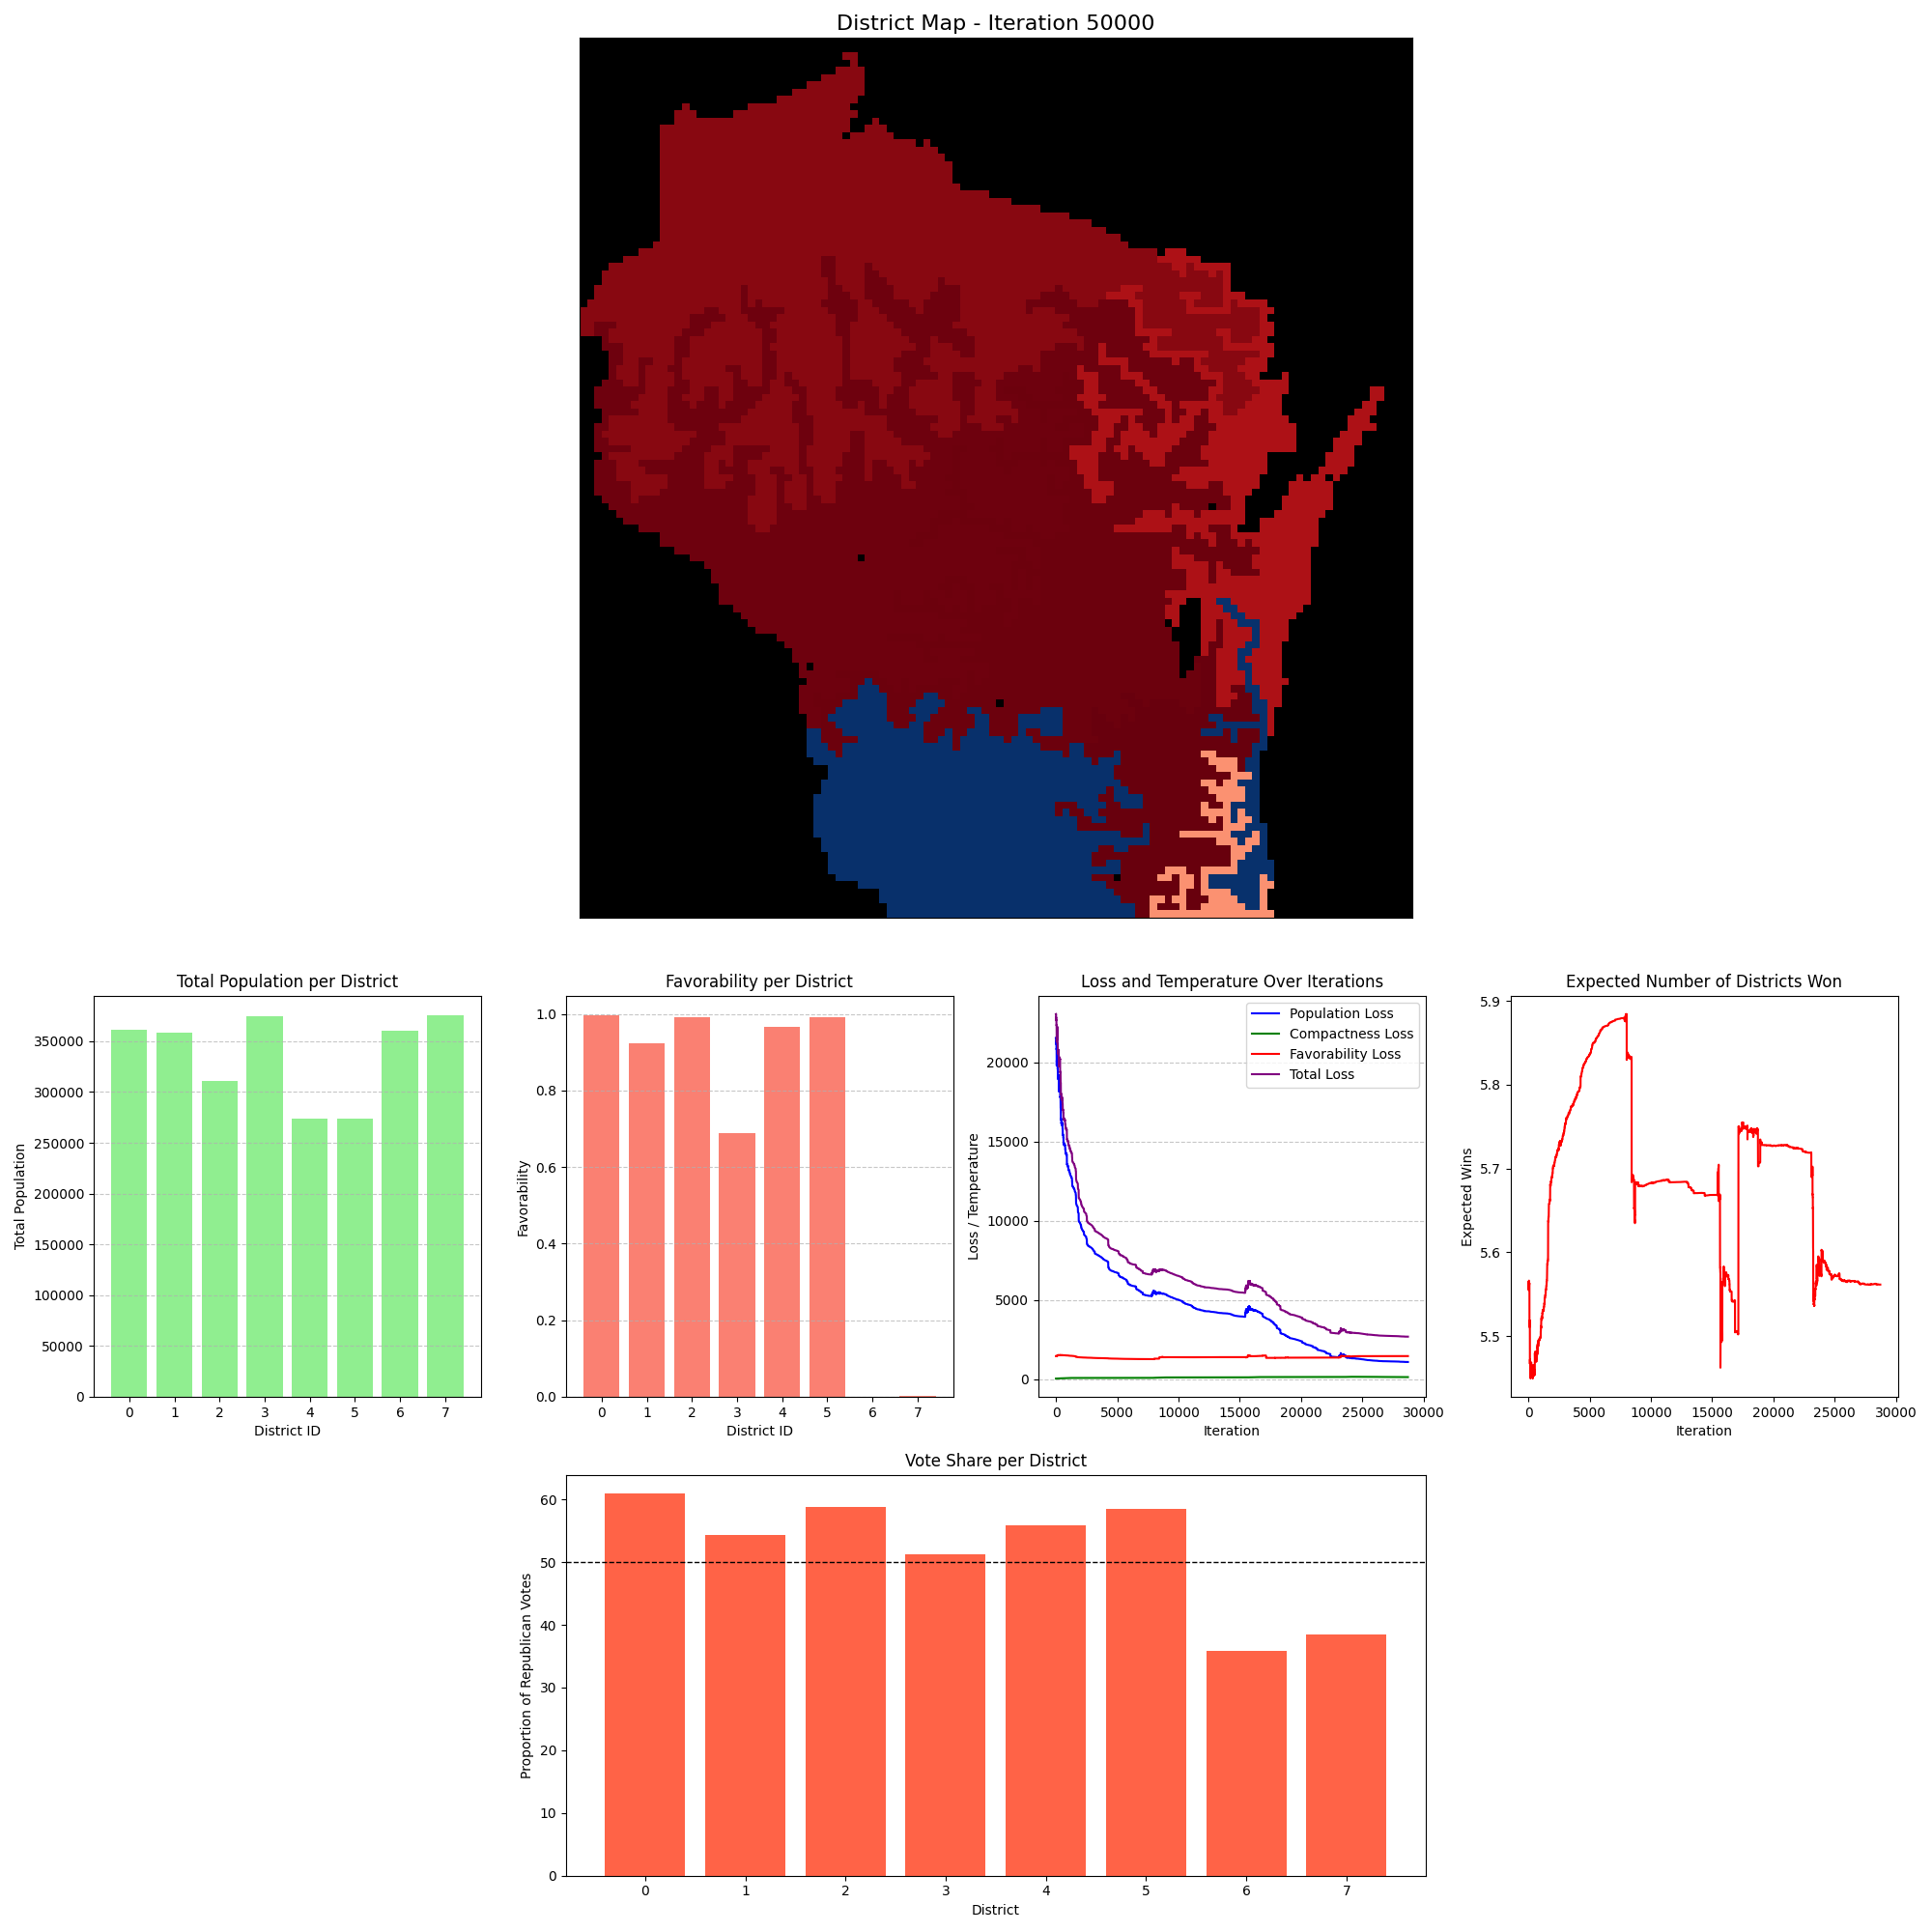 District Map - Iteration 50000
Total Population per District
Total Population
350000
300000
250000
200000
150000
100000
50000
0
0 1 2 3 4 5 6 7
District ID
Favorability per District
Favorability
1.0
0.8
0.6
0.4
0.2
0.0
0 1 2 3 4 5 6 7
District ID
Loss and Temperature Over Iterations
Population Loss
Compactness Loss
Favorability Loss
Total Loss
Loss / Temperature
20000
15000
10000
5000
0
0 5000 10000 15000 20000 25000 30000
Iteration
Expected Number of Districts Won
Expected Wins
5.9
5.8
5.7
5.6
5.5
0 5000 10000 15000 20000 25000 30000
Iteration
Vote Share per District
Proportion of Republican Votes
60
50
40
30
20
10
0
0 1 2 3 4 5 6 7
District